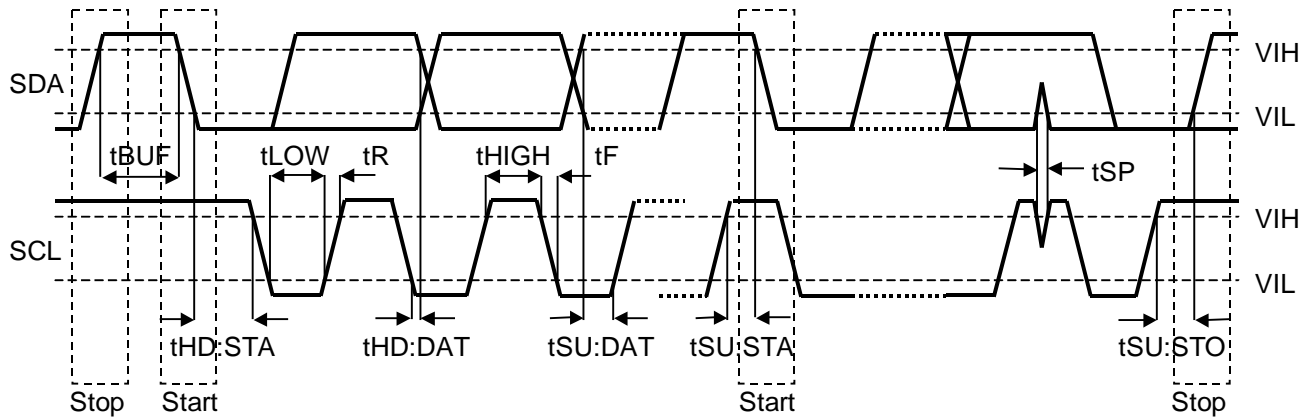 VIH
SDA
VIL
tBUF
tLOW
tR
tHIGH
tF
tSP
VIH
SCL
VIL
tHD:STA
tHD:DAT
tSU:DAT
tSU:STA
tSU:STO
Stop
Start
Start
Stop